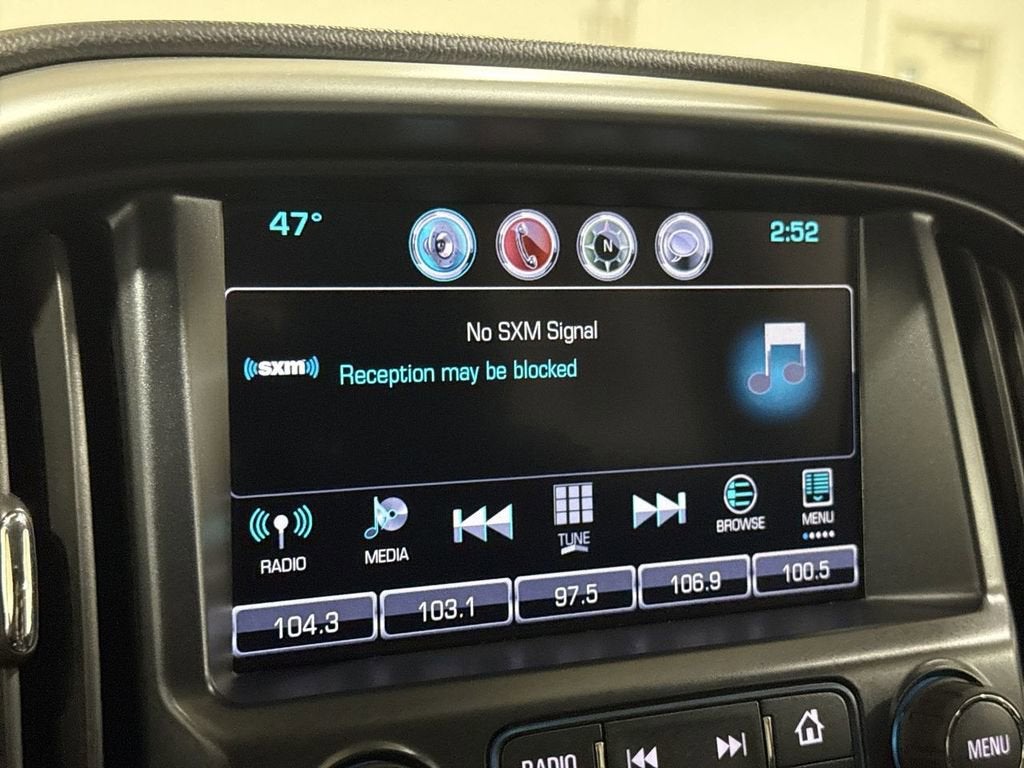 47°
N
2:52
No SXM Signal
((sxm))
Reception may be blocked
RADIO
MEDIA
TUNE
BROWSE
MENU
104.3
103.1
97.5
106.9
100.5
RADIO
MENU